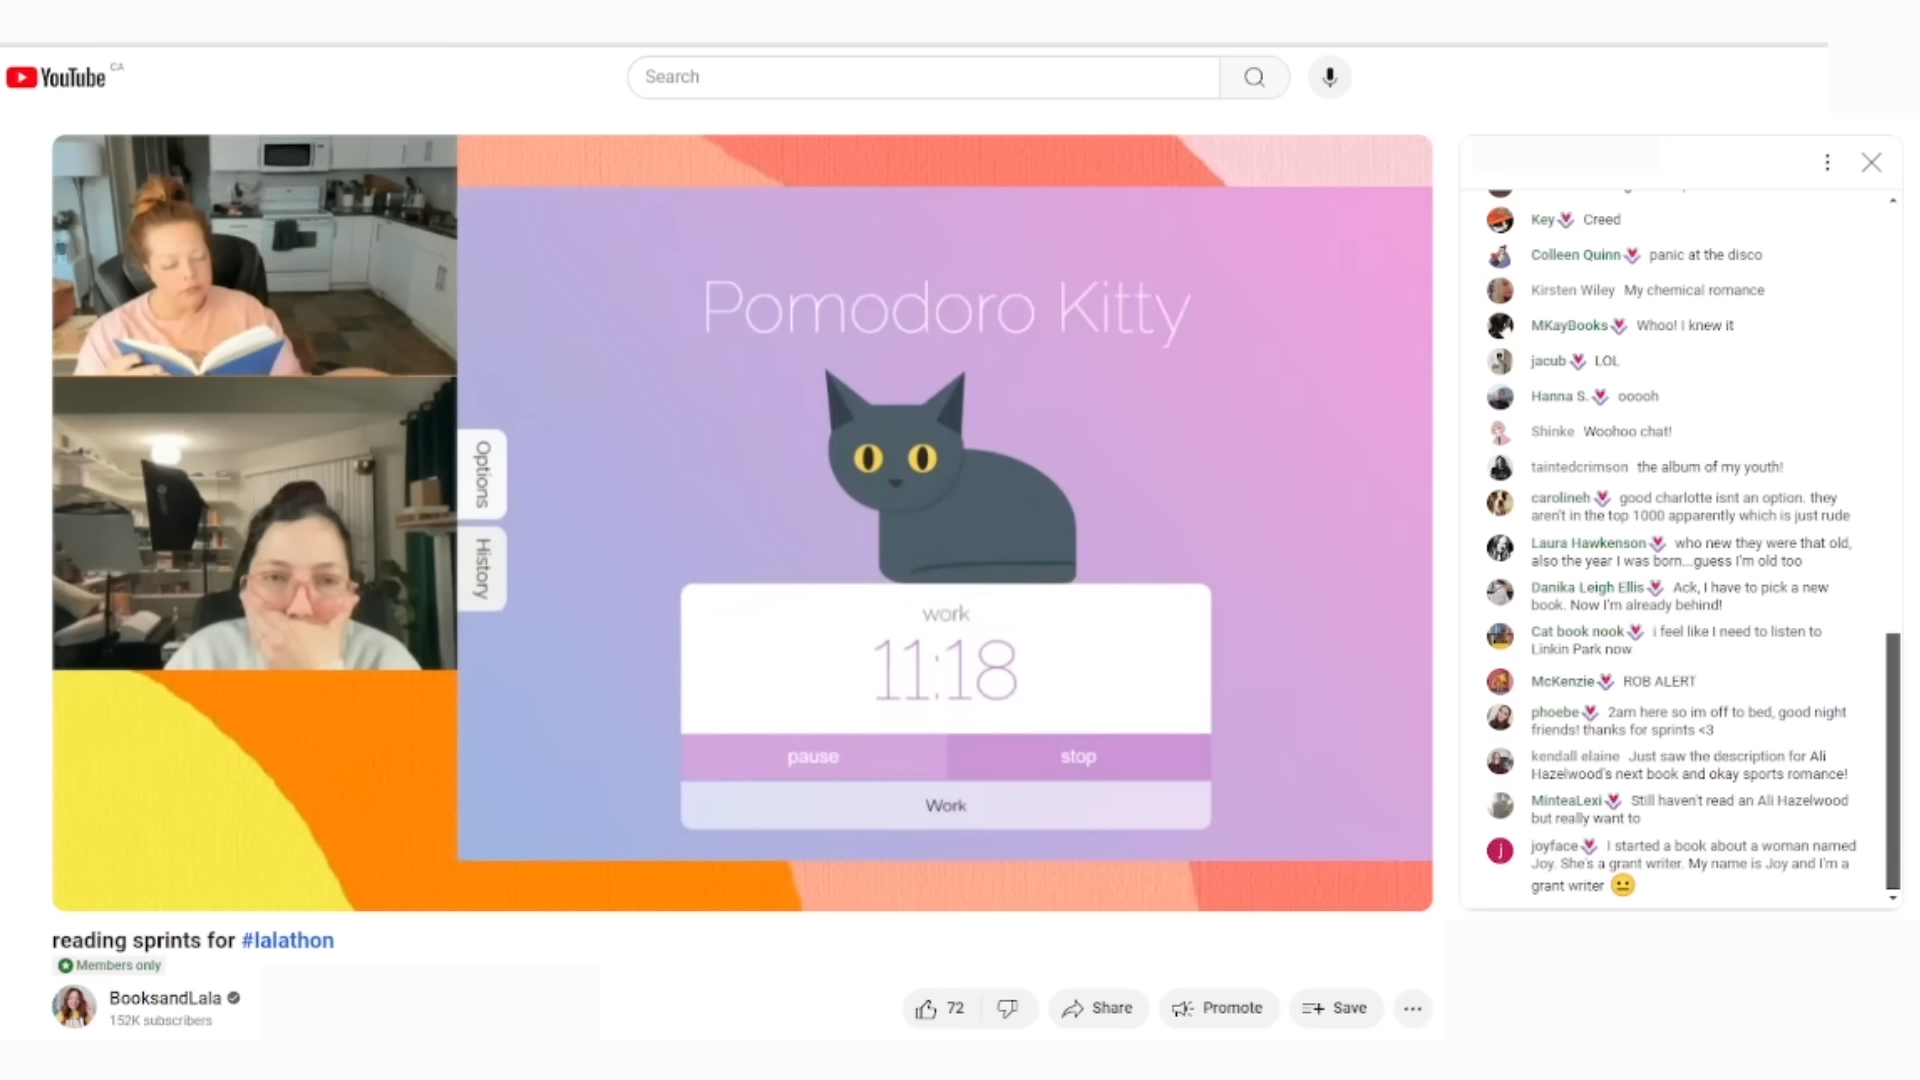 YouTube CA
Search
Pomodoro Kitty
Options
History
work
11:18
pause
stop
Work
Key Creed
Colleen Quinn panic at the disco
Kirsten Wiley My chemical romance
MKayBooks Whoo! I knew it
jacub LOL
Hanna S. ooooh
Shinke Woohoo chat!
taintedcrimson the album of my youth!
carolineh good charlotte isnt an option. they
aren't in the top 1000 apparently which is just rude
Laura Hawkenson who new they were that old,
also the year I was born...guess I'm old too
Danika Leigh Ellis Ack, I have to pick a new
book. Now I'm already behind!
Cat book nook i feel like I need to listen to
Linkin Park now
McKenzie ROB ALERT
phoebe 2am here so im off to bed, good night
friends! thanks for sprints <3
kendall elaine Just saw the description for Ali
Hazelwood's next book and okay sports romance!
MinteaLexi Still haven't read an Ali Hazelwood
but really want to
j
joyface I started a book about a woman named
Joy. She's a grant writer. My name is Joy and I'm a
grant writer 😐
reading sprints for #lalathon
Members only
BooksandLala
152K subscribers
72
Share
Promote
Save